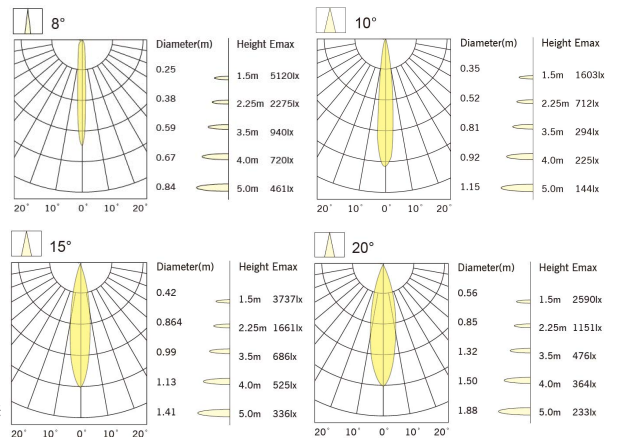 8°
Diameter(m) Height Emax
0.25 1.5m 5120lx
0.38 2.25m 2275lx
0.59 3.5m 940lx
0.67 4.0m 720lx
0.84 5.0m 461lx
20° 10° 0° 10° 20°
10°
Diameter(m) Height Emax
0.35 1.5m 1603lx
0.52 2.25m 712lx
0.81 3.5m 294lx
0.92 4.0m 225lx
1.15 5.0m 144lx
20° 10° 0° 10° 20°
15°
Diameter(m) Height Emax
0.42 1.5m 3737lx
0.864 2.25m 1661lx
0.99 3.5m 686lx
1.13 4.0m 525lx
1.41 5.0m 336lx
20° 10° 0° 10° 20°
20°
Diameter(m) Height Emax
0.56 1.5m 2590lx
0.85 2.25m 1151lx
1.32 3.5m 476lx
1.50 4.0m 364lx
1.88 5.0m 233lx
20° 10° 0° 10° 20°